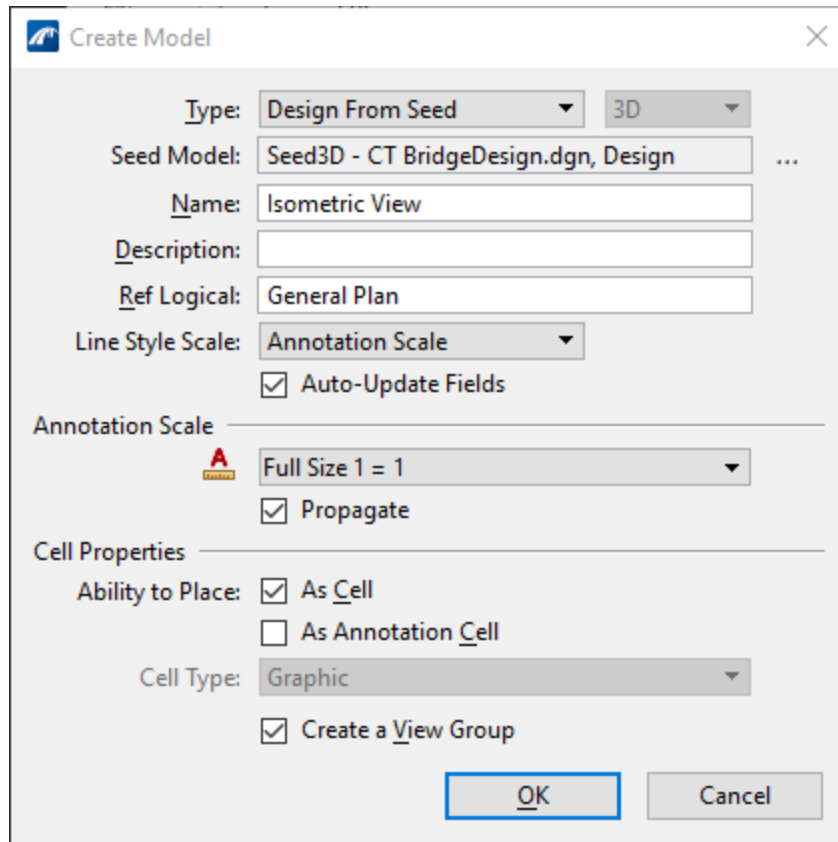 Create Model
Type: Design From Seed 3D
Seed Model: Seed3D - CT BridgeDesign.dgn, Design ...
Name: Isometric View
Description:
Ref Logical: General Plan
Line Style Scale: Annotation Scale
Auto-Update Fields
Annotation Scale
A Full Size 1 = 1
Propagate
Cell Properties
Ability to Place: As Cell
As Annotation Cell
Cell Type: Graphic
Create a View Group
OK Cancel